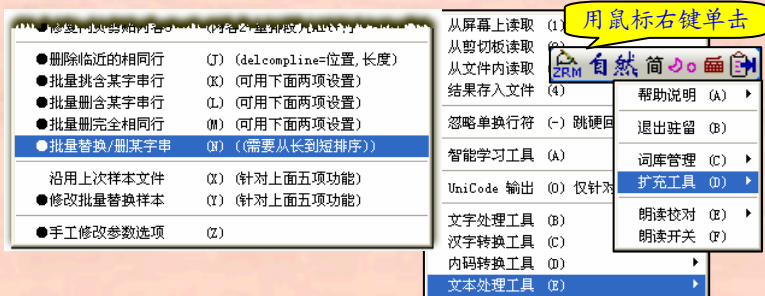 用鼠标右键单击
ZRM 自然 简
●删除临近的相同行 (J) (delcompline=位置,长度)
●批量挑含某字串行 (K) (可用下面两项设置)
●批量删含某字串行 (L) (可用下面两项设置)
●批量删完全相同行 (M) (可用下面两项设置)
●批量替换/删某字串 (N) ((需要从长到短排序))
沿用上次样本文件 (X) (针对上面五项功能)
●修改批量替换样本 (Y) (针对上面五项功能)
●手工修改参数选项 (Z)
从屏幕上读取 (1)
从剪切板读取
从文件内读取
结果存入文件 (4)
忽略单换行符 (-) 跳硬回
智能学习工具 (A)
UniCode 输出 (0) 仅针对
文字处理工具 (B)
汉字转换工具 (C)
内码转换工具 (D)
文本处理工具 (E)
帮助说明 (A)
退出驻留 (B)
词库管理 (C)
扩充工具 (D)
朗读校对 (E)
朗读开关 (F)